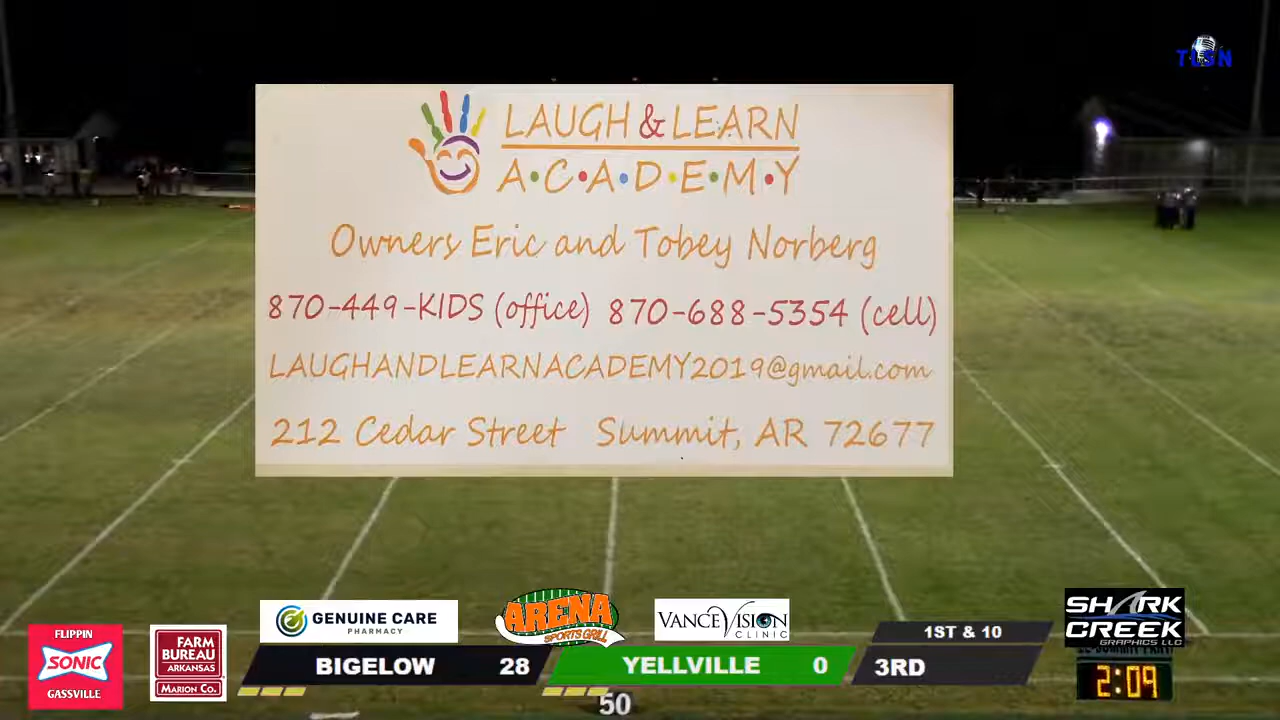 TLSN
LAUGH & LEARN
A•C•A•D•E•M•Y
Owners Eric and Tobey Norberg
870-449-KIDS (office) 870-688-5354 (cell)
LAUGHANDLEARNACADEMY2019@gmail.com
212 Cedar Street Summit, AR 72677
FLIPPIN
SONIC
GASSVILLE
FARM
BUREAU
ARKANSAS
MARION CO.
GENUINE CARE
PHARMACY
ARENA
SPORTS GRILL
VANCE VISION
CLINIC
SHARK
CREEK
GRAPHICS LLC
1ST & 10
BIGELOW 28 YELLVILLE 0 3RD
2:09
50